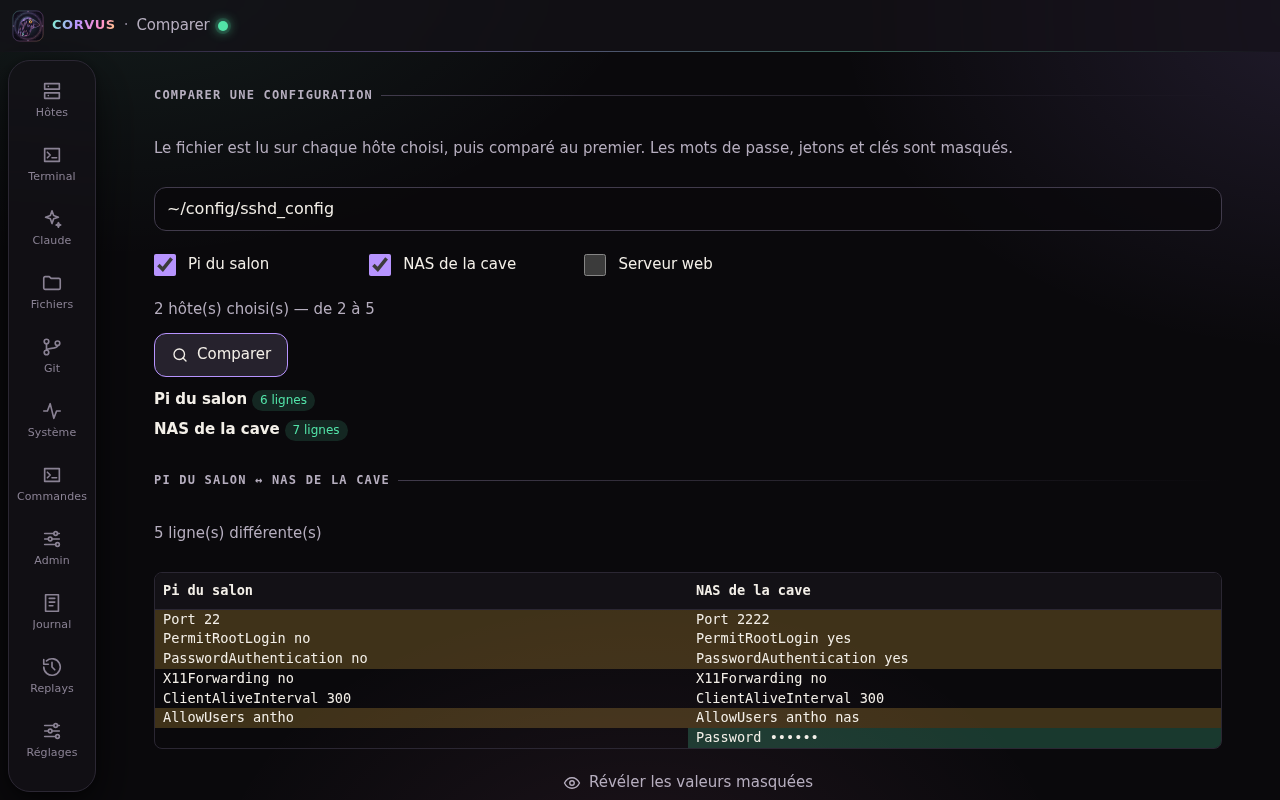 CORVUS · Comparer
Hôtes
Terminal
Claude
Fichiers
Git
Système
Commandes
Admin
Journal
Replays
Réglages
COMPARER UNE CONFIGURATION
Le fichier est lu sur chaque hôte choisi, puis comparé au premier. Les mots de passe, jetons et clés sont masqués.
~/config/sshd_config
Pi du salon NAS de la cave Serveur web
2 hôte(s) choisi(s) — de 2 à 5
Comparer
Pi du salon 6 lignes
NAS de la cave 7 lignes
PI DU SALON ↔ NAS DE LA CAVE
5 ligne(s) différente(s)
Pi du salon NAS de la cave
Port 22 Port 2222
PermitRootLogin no PermitRootLogin yes
PasswordAuthentication no PasswordAuthentication yes
X11Forwarding no X11Forwarding no
ClientAliveInterval 300 ClientAliveInterval 300
AllowUsers antho AllowUsers antho nas
Password ••••••
Révéler les valeurs masquées